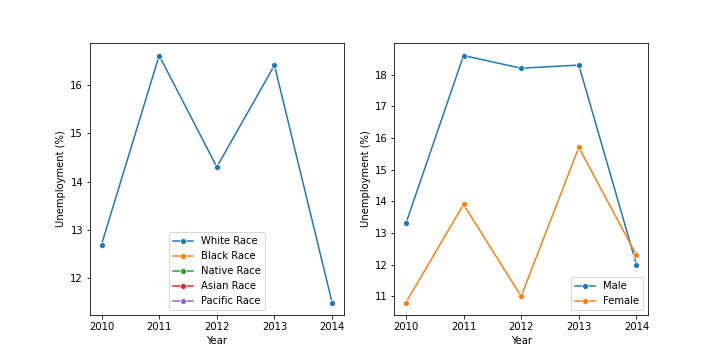 Unemployment (%)
16
15
14
13
12
2010 2011 2012 2013 2014
Year
White Race
Black Race
Native Race
Asian Race
Pacific Race
Unemployment (%)
18
17
16
15
14
13
12
11
2010 2011 2012 2013 2014
Year
Male
Female